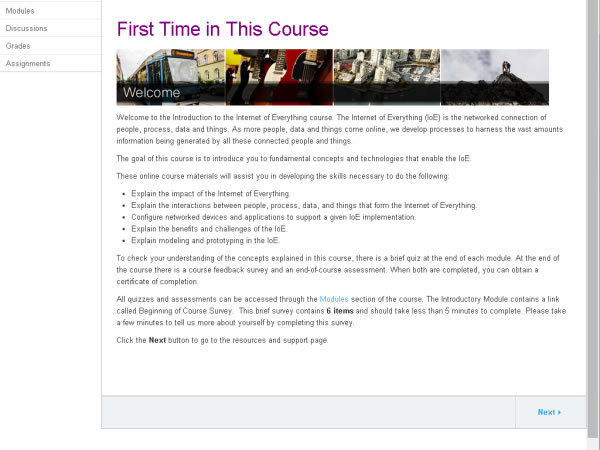 Modules
Discussions
Grades
Assignments
First Time in This Course
Welcome
Welcome to the Introduction to the Internet of Everything course. The Internet of Everything (IoE) is the networked connection of
people, process, data and things. As more people, data and things come online, we develop processes to harness the vast amounts
information being generated by all these connected people and things.
The goal of this course is to introduce you to fundamental concepts and technologies that enable the IoE.
These online course materials will assist you in developing the skills necessary to do the following:
• Explain the impact of the Internet of Everything.
• Explain the interactions between people, process, data, and things that form the Internet of Everything.
• Configure networked devices and applications to support a given IoE implementation.
• Explain the benefits and challenges of the IoE.
• Explain modeling and prototyping in the IoE.
To check your understanding of the concepts explained in this course, there is a brief quiz at the end of each module. At the end of
the course there is a course feedback survey and an end-of-course assessment. When both are completed, you can obtain a
certificate of completion.
All quizzes and assessments can be accessed through the Modules section of the course. The Introductory Module contains a link
called Beginning of Course Survey. This brief survey contains 6 items and should take less than 5 minutes to complete. Please take
a few minutes to tell us more about yourself by completing this survey.
Click the Next button to go to the resources and support page.
Next